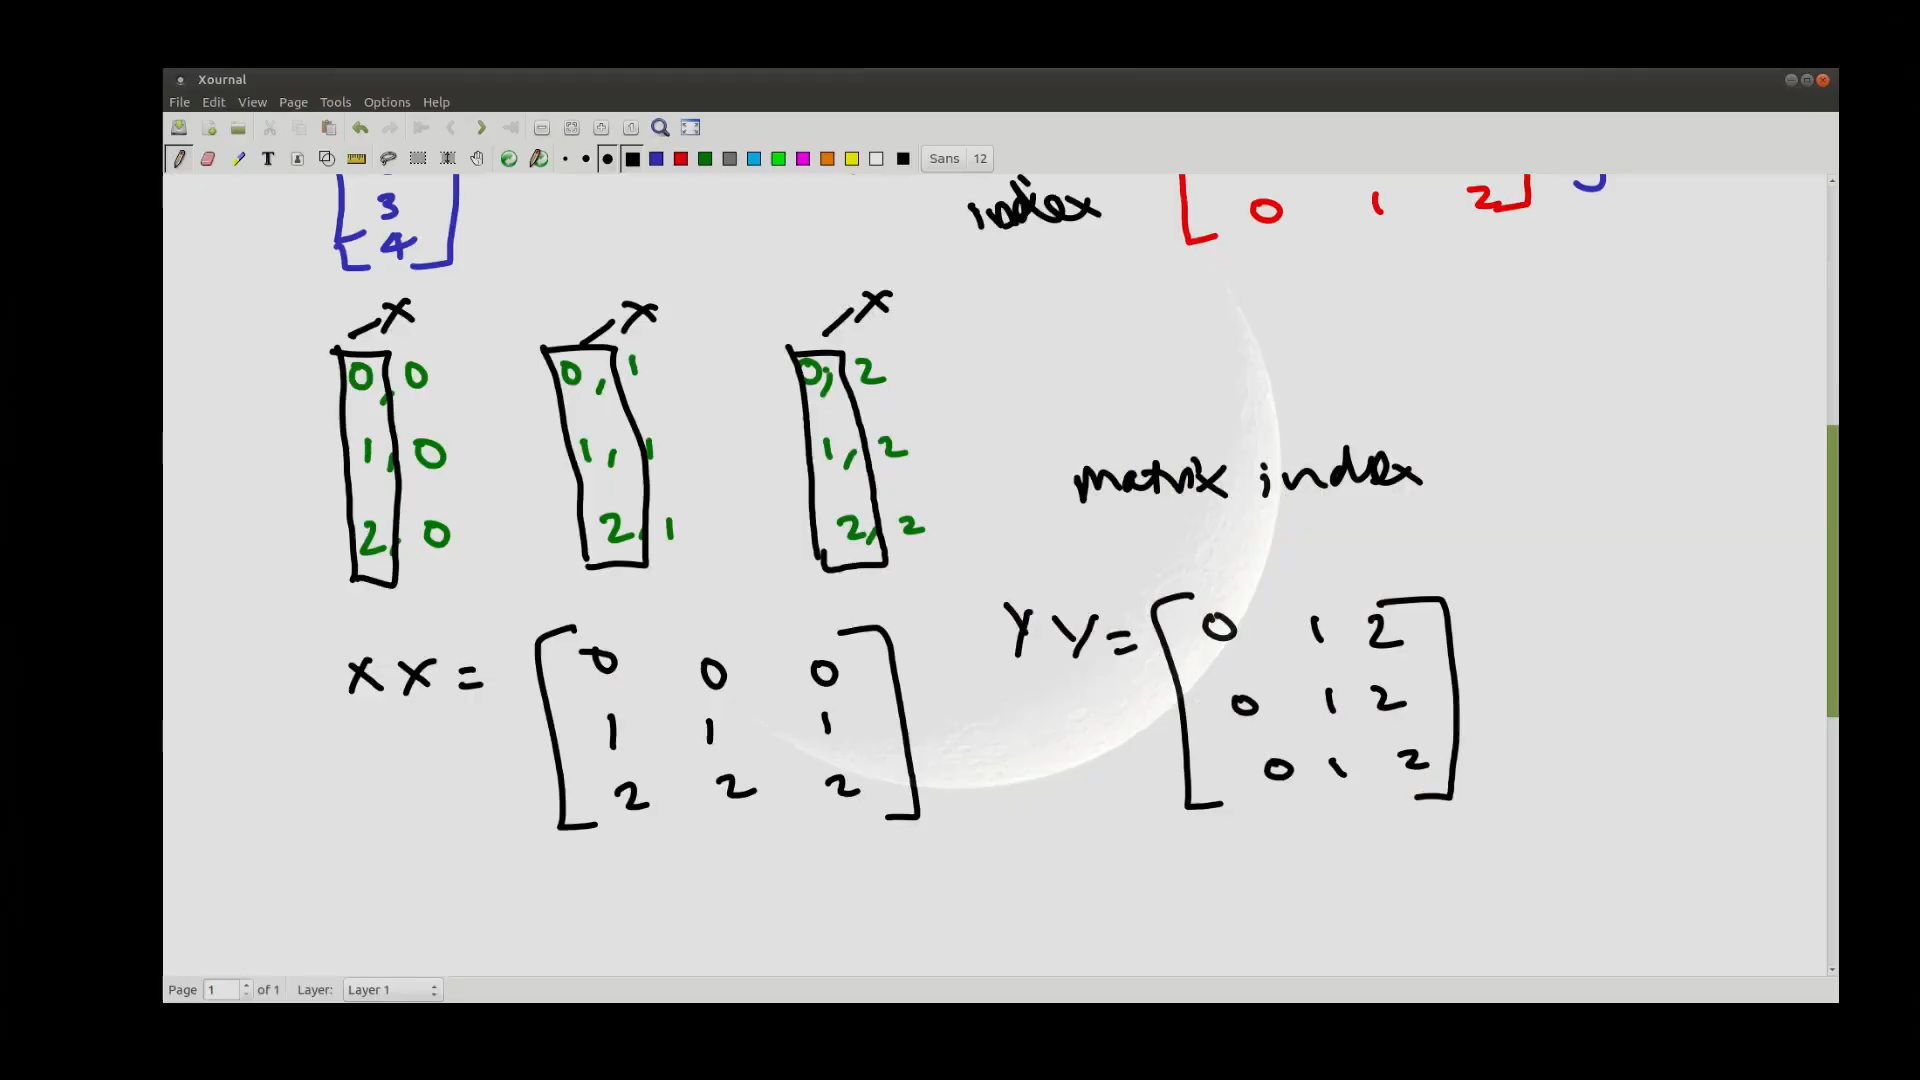 Xournal
File Edit View Page Tools Options Help
Sans 12
3
4
index
0 1 2
x x x
0,0 0,1 0,2
1,0 1,1 1,2
2,0 2,1 2,2
matrix index
XX = [0 0 0
1 1 1
2 2 2]
YY = [0 1 2
0 1 2
0 1 2]
Page 1 of 1 Layer: Layer 1